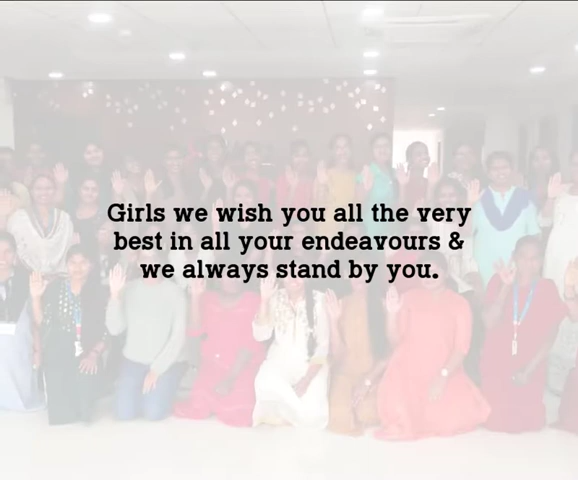 Girls we wish you all the very
best in all your endeavours &
we always stand by you.